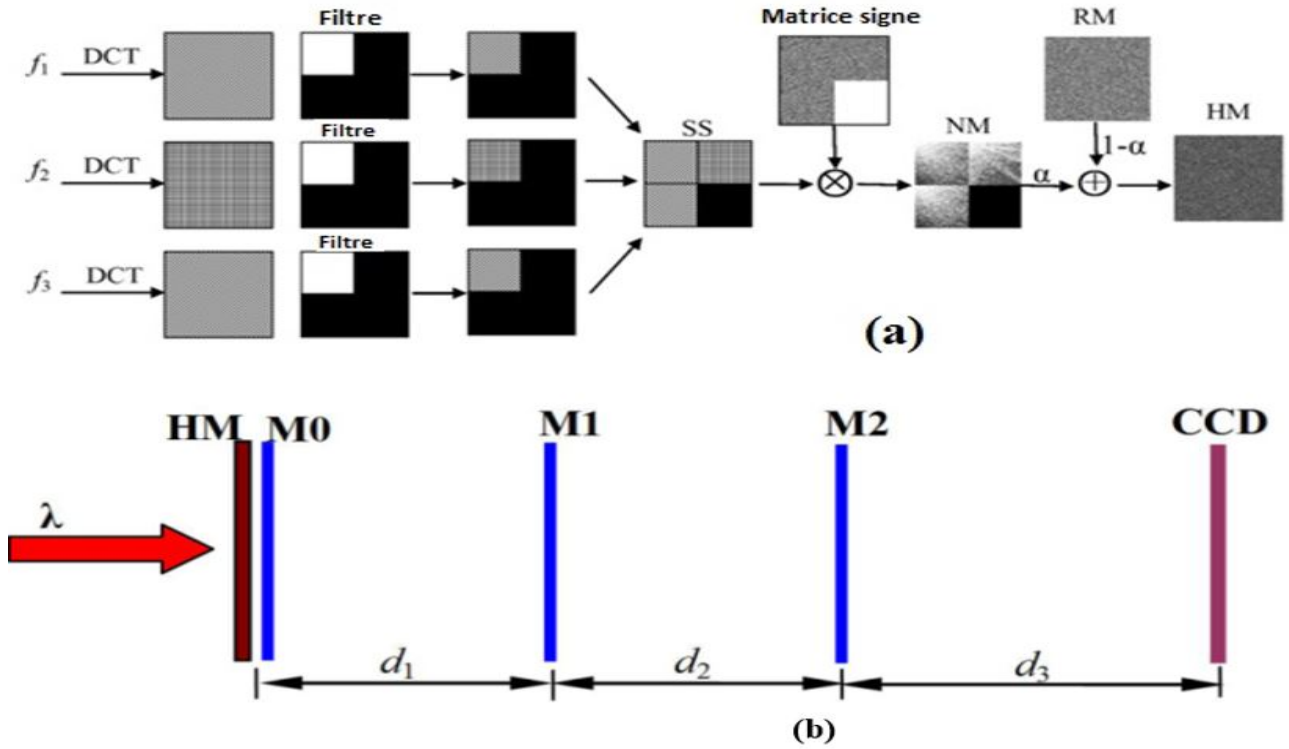 Filtre
Matrice signe
RM
f1 DCT
HM
SS
NM
1-α
Filtre
f2 DCT
α
Filtre
f3 DCT
(a)
HM M0 M1 M2 CCD
λ
d1 d2 d3
(b)